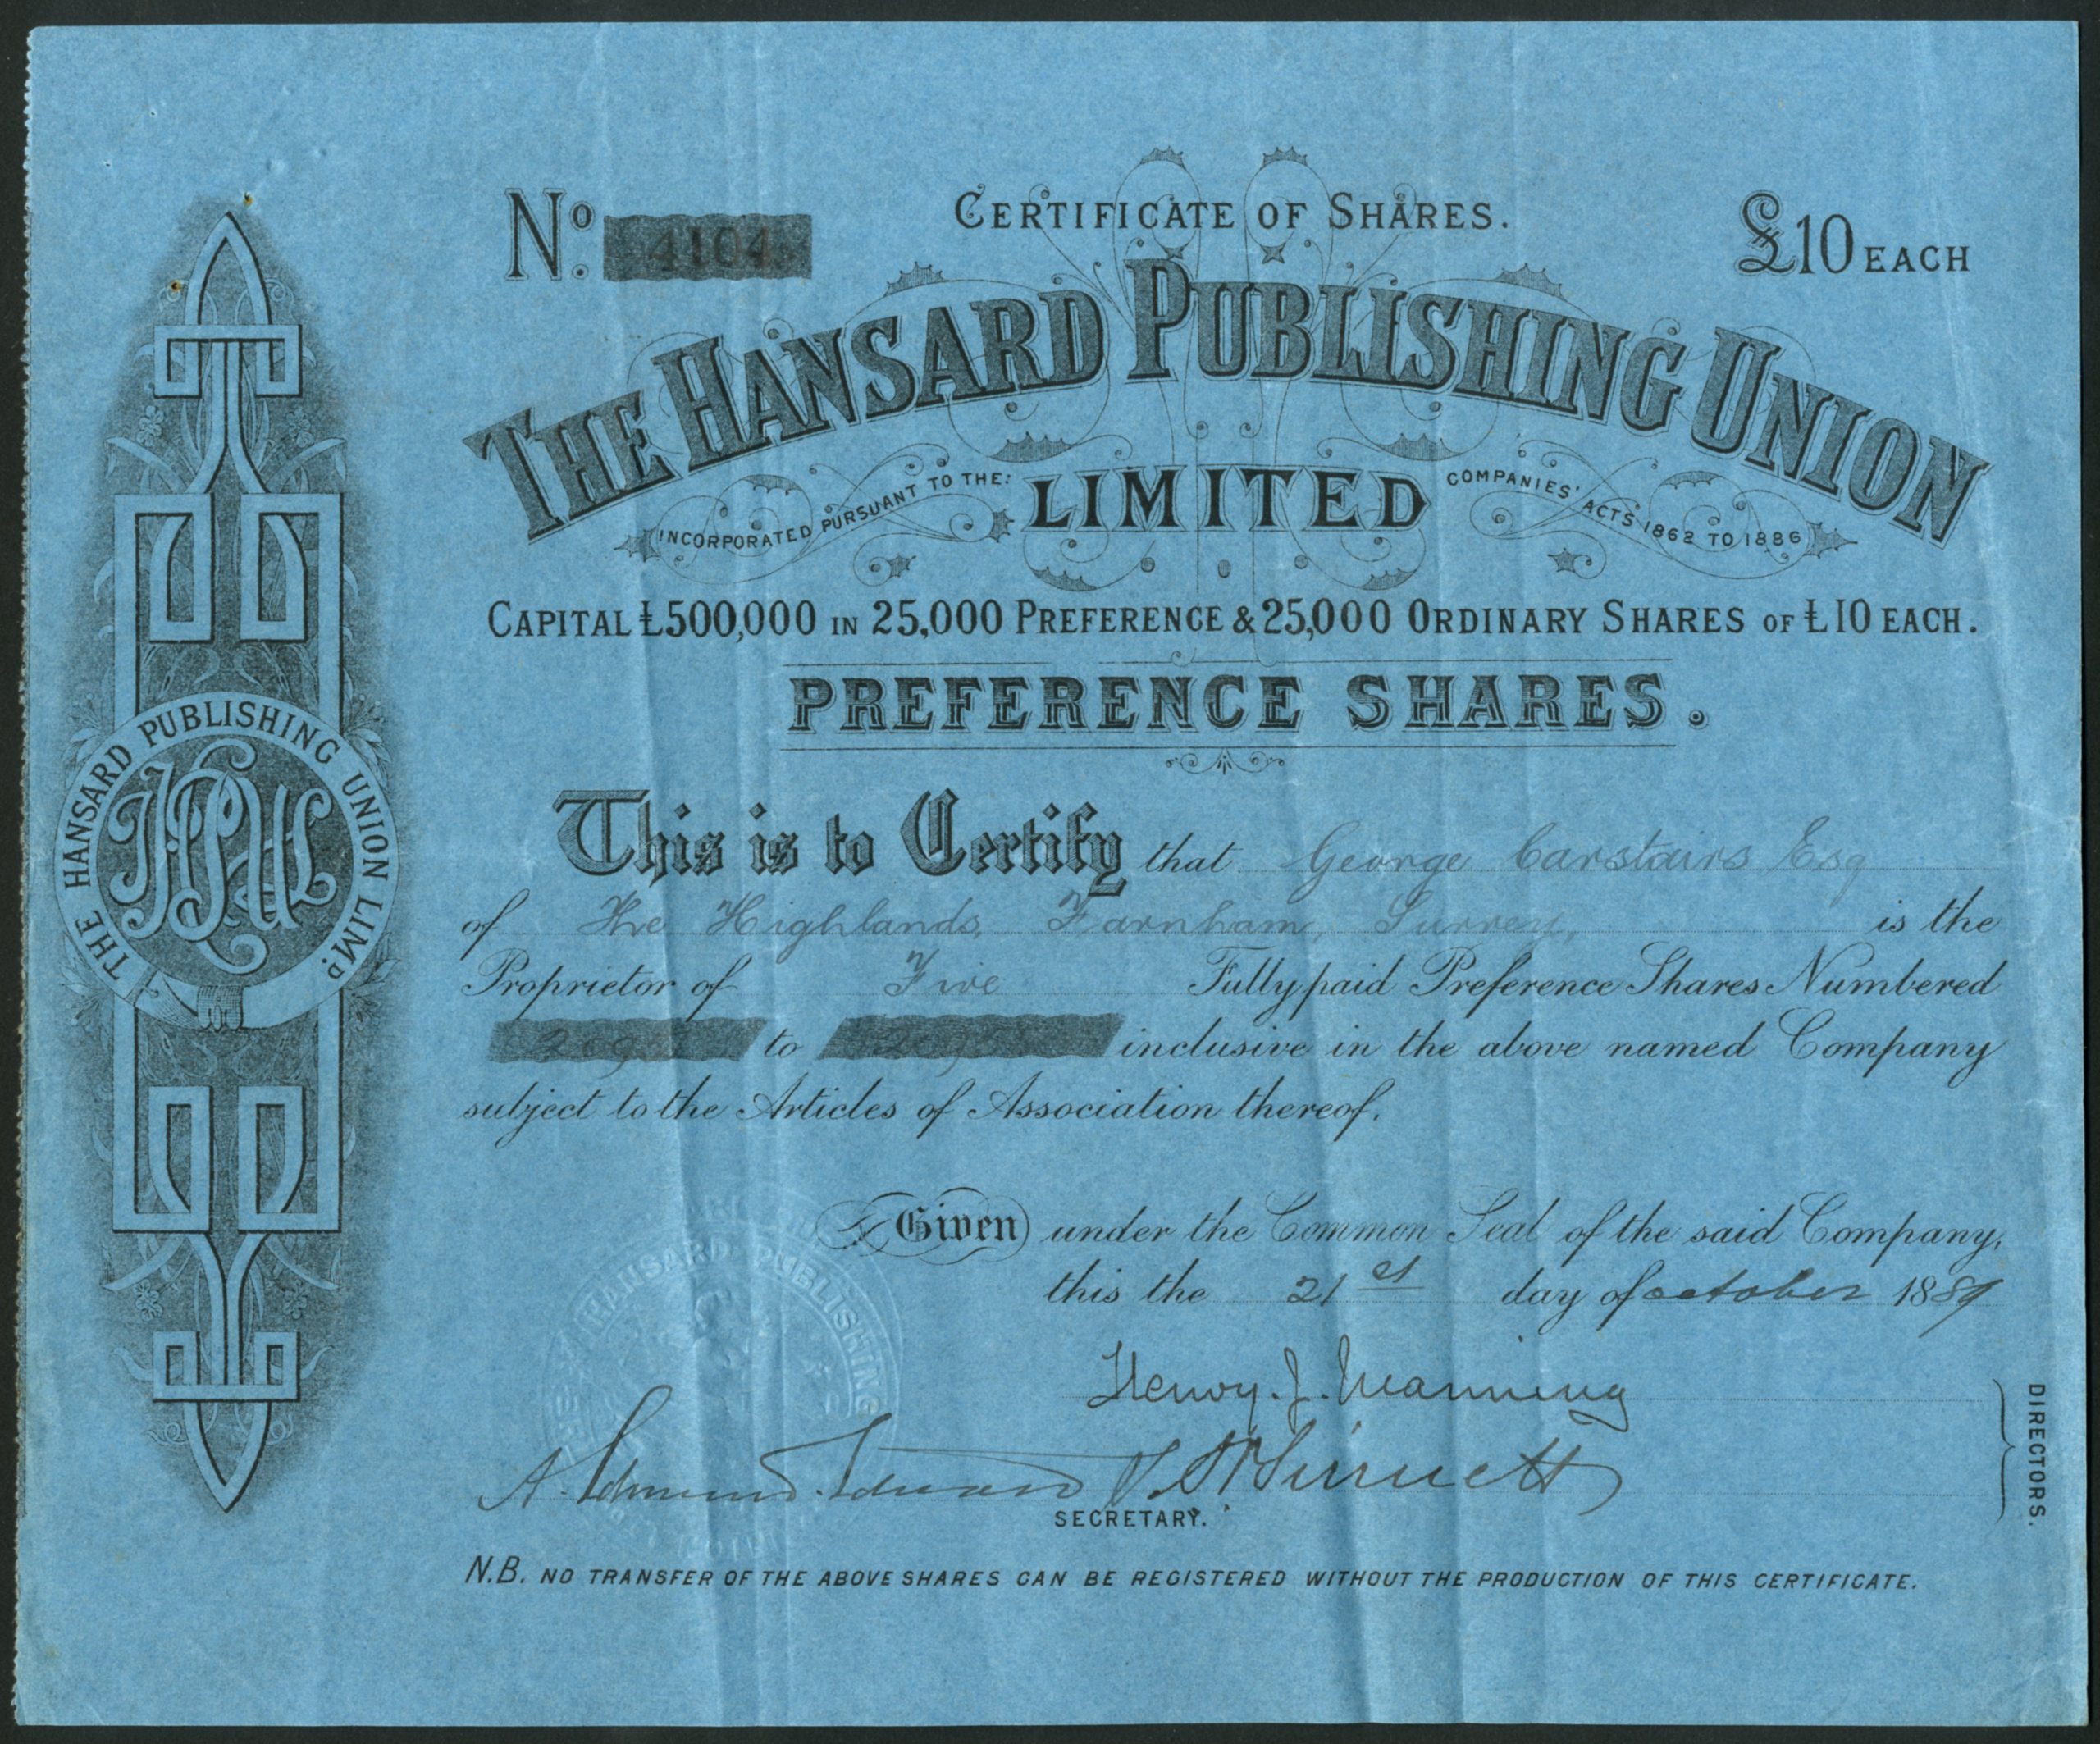 CERTIFICATE OF SHARES.
No. 4104
£10 EACH
THE HANSARD PUBLISHING UNION
INCORPORATED PURSUANT TO THE: LIMITED COMPANIES' ACTS 1862 TO 1886
CAPITAL £500,000 IN 25,000 PREFERENCE & 25,000 ORDINARY SHARES OF £10 EACH.
PREFERENCE SHARES.
This is to Certify that George Carstairs Esq
of The Highlands, Farnham, Surrey, is the
Proprietor of Five Fully paid Preference Shares Numbered
to inclusive in the above named Company
subject to the Articles of Association thereof.
Given under the Common Seal of the said Company,
this the 21st day of october 1889
Henry. J. Manning
DIRECTORS.
SECRETARY.
N.B. NO TRANSFER OF THE ABOVE SHARES CAN BE REGISTERED WITHOUT THE PRODUCTION OF THIS CERTIFICATE.
THE HANSARD PUBLISHING UNION LIMD.
HPUL
HANSARD PUBLISHING